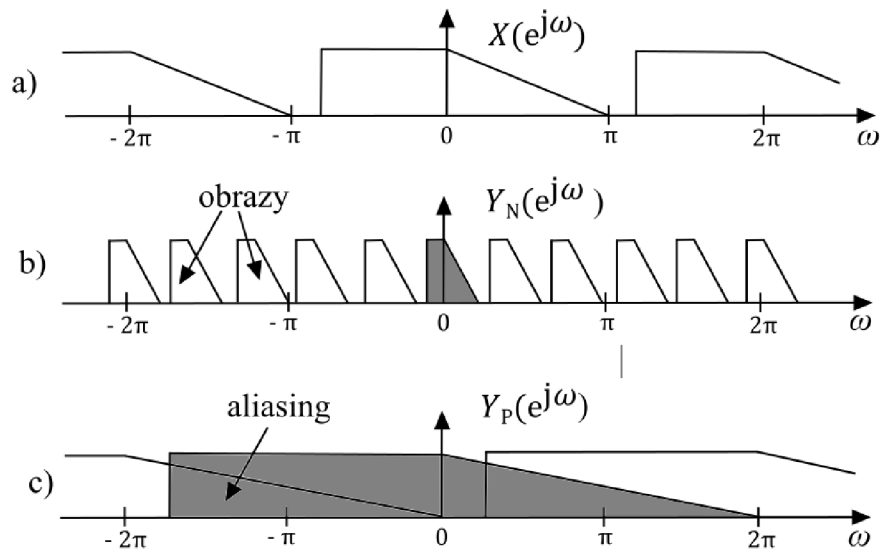 a)
X(e^jω)
- 2π - π 0 π 2π ω
b)
obrazy
Y_N(e^jω )
- 2π - π 0 π 2π ω
c)
aliasing
Y_P(e^jω)
-2π - π 0 π 2π ω